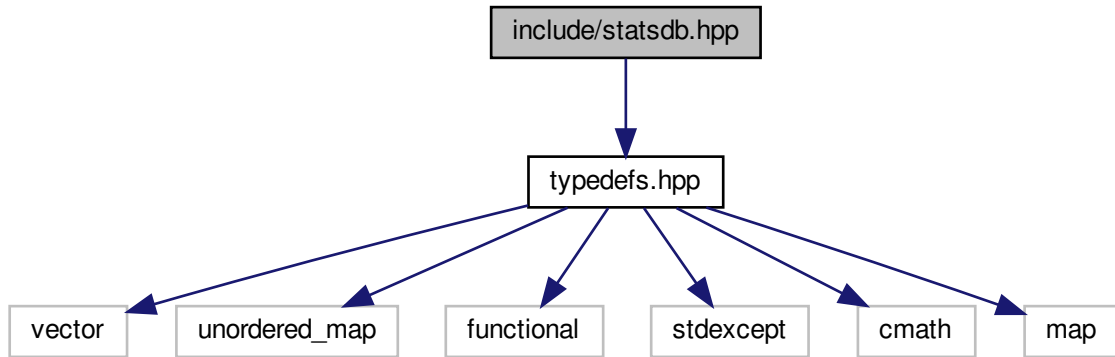 include/statsdb.hpp
typedefs.hpp
vector
unordered_map
functional
stdexcept
cmath
map